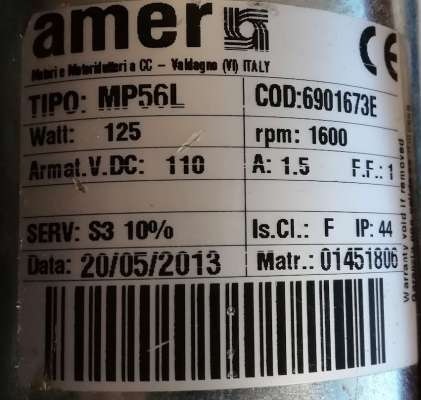 amer
Motori e Motoriduttori a CC - Valdagno (VI) ITALY
CE
TIPO: MP56L COD:6901673E
Watt: 125 rpm: 1600
Armat.V.DC: 110 A: 1.5 F.F.: 1
SERV: S3 10% Is.Cl.: F IP: 44
Data: 20/05/2013 Matr.: 01451806
Warranty void if removed